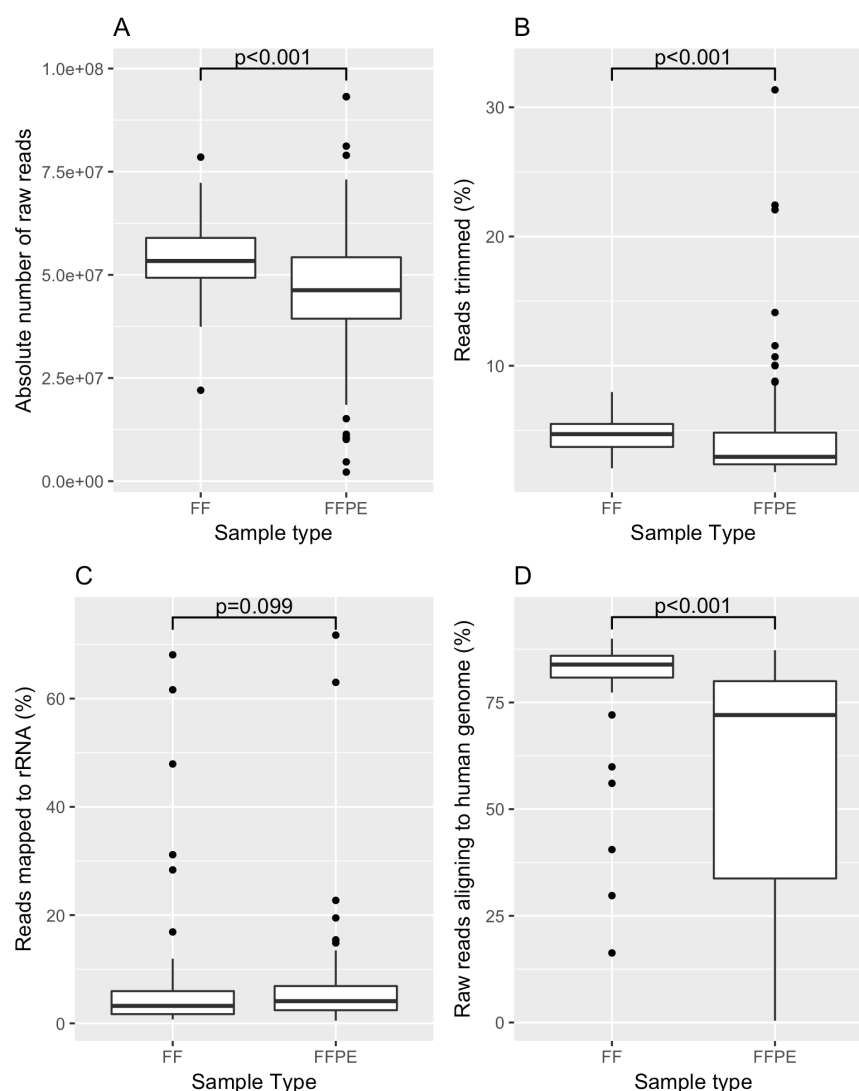 A
p<0.001
1.0e+08
7.5e+07
5.0e+07
2.5e+07
0.0e+00
Absolute number of raw reads
FF FFPE
Sample type
B
p<0.001
30
20
10
Reads trimmed (%)
FF FFPE
Sample Type
C
p=0.099
60
40
20
0
Reads mapped to rRNA (%)
FF FFPE
Sample Type
D
p<0.001
75
50
25
0
Raw reads aligning to human genome (%)
FF FFPE
Sample type